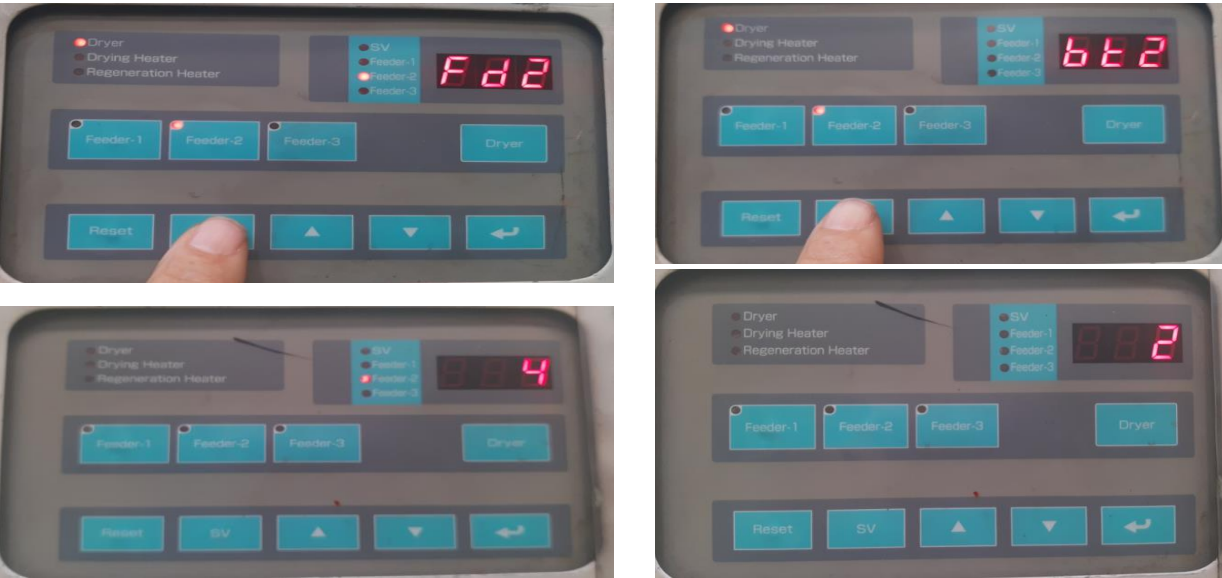 Dryer
Drying Heater
Regeneration Heater
SV
Feeder-1
Feeder-2
Feeder-3
Fd2
Feeder-1 Feeder-2 Feeder-3 Dryer
Reset
Dryer
Drying Heater
Regeneration Heater
SV
Feeder-1
Feeder-2
Feeder-3
bt2
Feeder-1 Feeder-2 Feeder-3 Dryer
Reset
Dryer
Drying Heater
Regeneration Heater
SV
Feeder-1
Feeder-2
Feeder-3
4
Feeder-1 Feeder-2 Feeder-3 Dryer
Reset SV
Dryer
Drying Heater
Regeneration Heater
SV
Feeder-1
Feeder-2
Feeder-3
2
Feeder-1 Feeder-2 Feeder-3 Dryer
Reset SV